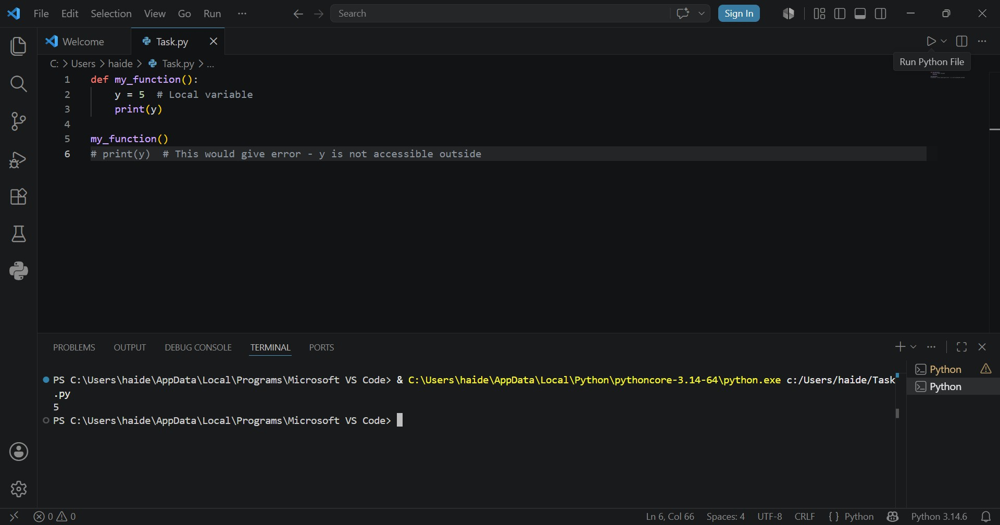 File Edit Selection View Go Run ··· Search Sign In
Welcome Task.py
C: > Users > haide > Task.py > ...
Run Python File
1 def my_function():
2     y = 5  # Local variable
3     print(y)
4
5 my_function()
6 # print(y)  # This would give error - y is not accessible outside
PROBLEMS OUTPUT DEBUG CONSOLE TERMINAL PORTS
PS C:\Users\haide\AppData\Local\Programs\Microsoft VS Code> & C:\Users\haide\AppData\Local\Python\pythoncore-3.14-64\python.exe c:/Users/haide/Task
.py
5
PS C:\Users\haide\AppData\Local\Programs\Microsoft VS Code>
Python
Python
0 0 Ln 6, Col 66 Spaces: 4 UTF-8 CRLF { } Python Python 3.14.6